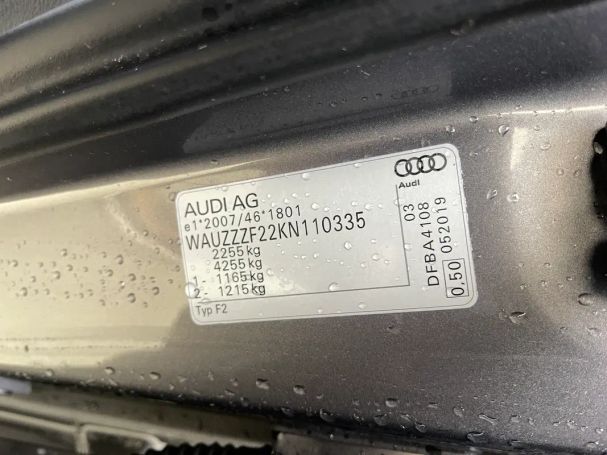 AUDI AG
e1*2007/46*1801
WAUZZZF22KN110335
2255kg
4255kg
1- 1165kg
2- 1215kg
Typ F2
Audi
03
DFBA4108
052019
0,50